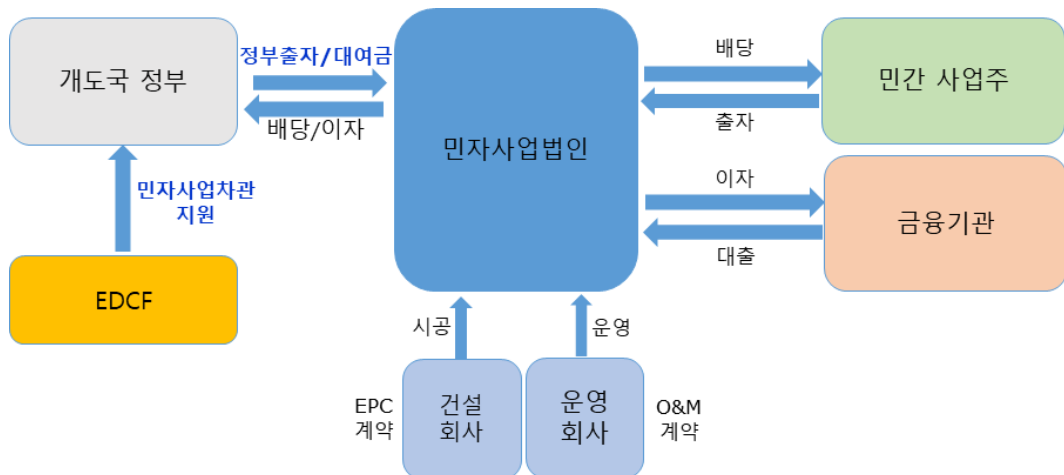 개도국 정부
정부출자/대여금
배당/이자
민자사업차관
지원
EDCF
민자사업법인
배당
출자
민간 사업주
이자
대출
금융기관
시공
운영
EPC
계약
건설
회사
운영
회사
O&M
계약